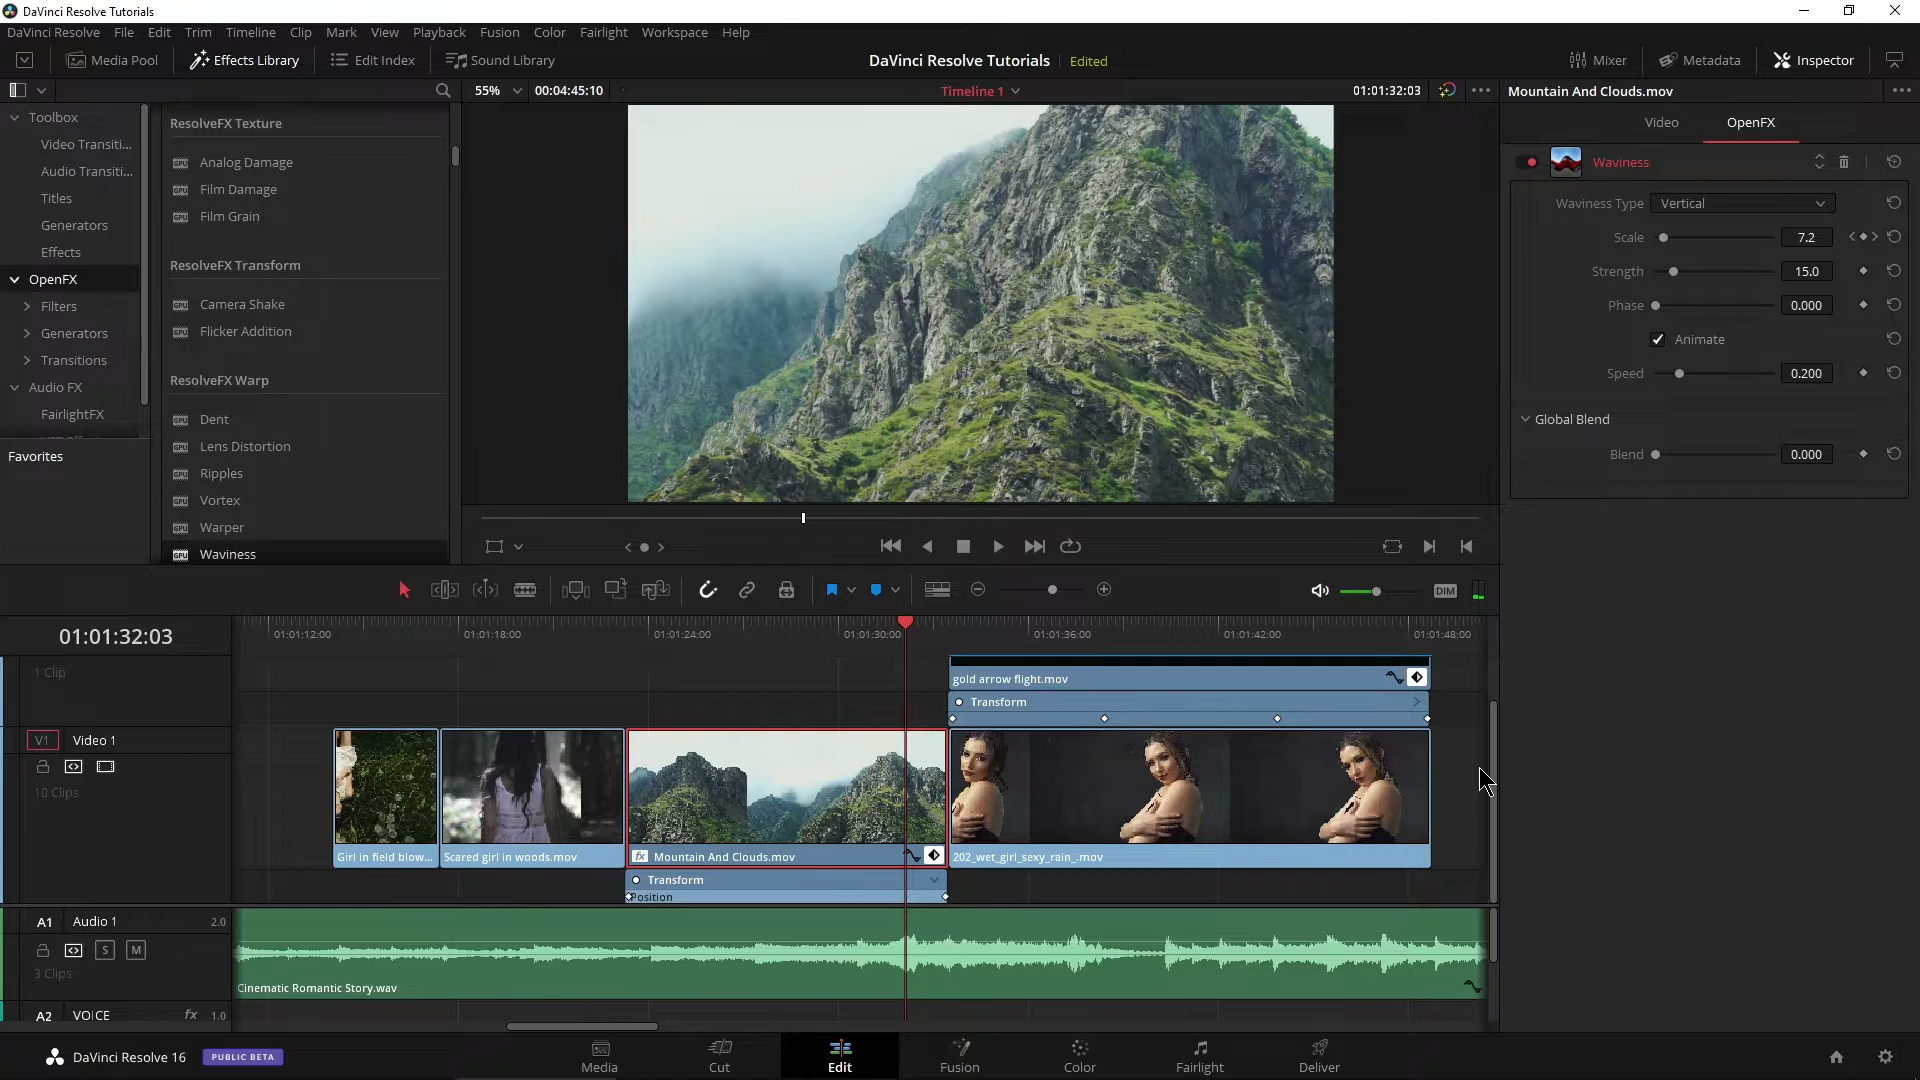 DaVinci Resolve Tutorials
DaVinci Resolve File Edit Trim Timeline Clip Mark View Playback Fusion Color Fairlight Workspace Help
Media Pool Effects Library Edit Index Sound Library DaVinci Resolve Tutorials Edited Mixer Metadata Inspector
55% 00:04:45:10 Timeline 1 01:01:32:03 Mountain And Clouds.mov
Toolbox
Video Transiti...
Audio Transiti...
Titles
Generators
Effects
OpenFX
Filters
Generators
Transitions
Audio FX
FairlightFX
Favorites
ResolveFX Texture
Analog Damage
Film Damage
Film Grain
ResolveFX Transform
Camera Shake
Flicker Addition
ResolveFX Warp
Dent
Lens Distortion
Ripples
Vortex
Warper
Waviness
Video OpenFX
Waviness
Waviness Type Vertical
Scale 7.2
Strength 15.0
Phase 0.000
Animate
Speed 0.200
Global Blend
Blend 0.000
DIM
01:01:32:03
01:01:12:00 01:01:18:00 01:01:24:00 01:01:30:00 01:01:36:00 01:01:42:00 01:01:48:00
1 Clip
gold arrow flight.mov
Transform
V1 Video 1
10 Clips
Girl in field blow... Scared girl in woods.mov fx Mountain And Clouds.mov 202_wet_girl_sexy_rain_.mov
Transform
Position
A1 Audio 1 2.0
S M
3 Clips
Cinematic Romantic Story.wav
A2 VOICE fx 1.0
DaVinci Resolve 16 PUBLIC BETA
Media Cut Edit Fusion Color Fairlight Deliver